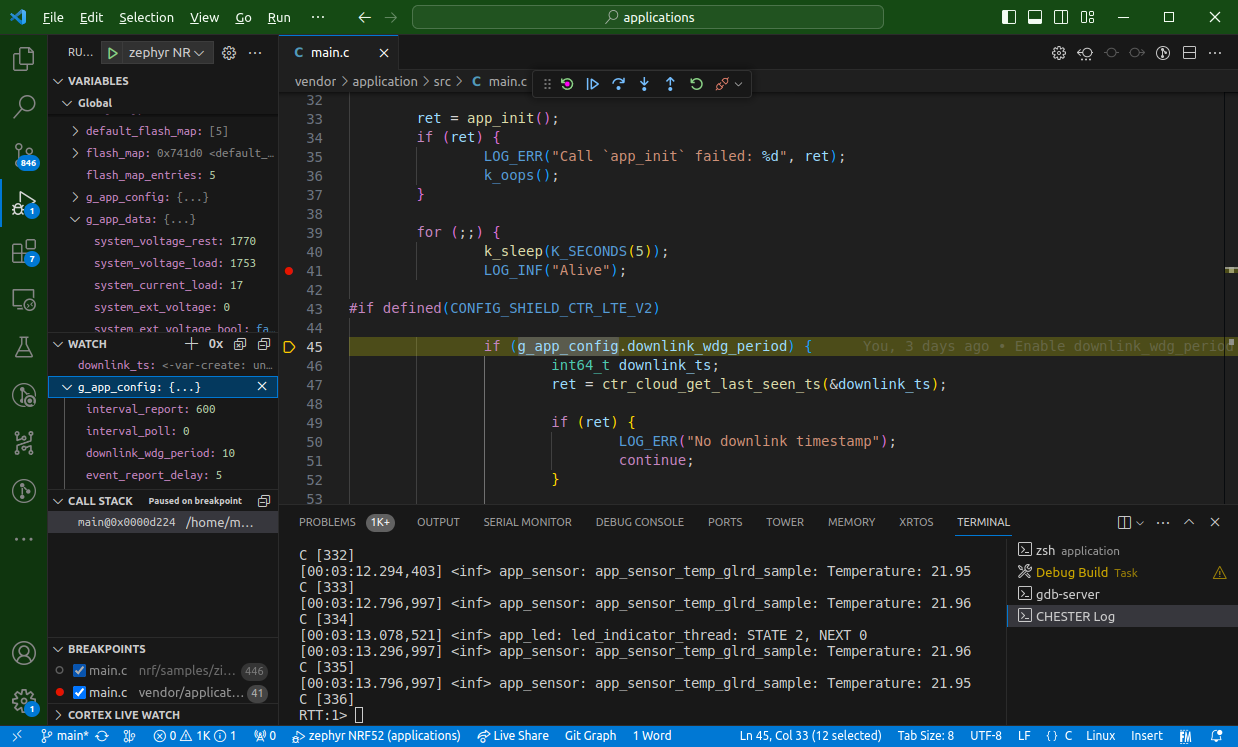 File Edit Selection View Go Run ··· applications
RU... zephyr NR ···
main.c
VARIABLES
vendor > application > src > C main.c
Global
default_flash_map: [5]
flash_map: 0x741d0 <default_…
flash_map_entries: 5
g_app_config: {...}
g_app_data: {...}
system_voltage_rest: 1770
system_voltage_load: 1753
system_current_load: 17
system_ext_voltage: 0
system_ext_voltage_bool: fa…
WATCH
downlink_ts: <-var-create: un…
g_app_config: {...}
interval_report: 600
interval_poll: 0
downlink_wdg_period: 10
event_report_delay: 5
CALL STACK Paused on breakpoint
main@0x0000d224 /home/m...
BREAKPOINTS
main.c nrf/samples/zi... 446
main.c vendor/applicat... 41
CORTEX LIVE WATCH
846
1
7
1
32
33 ret = app_init();
34 if (ret) {
35 LOG_ERR("Call `app_init` failed: %d", ret);
36 k_oops();
37 }
38
39 for (;;) {
40 k_sleep(K_SECONDS(5));
41 LOG_INF("Alive");
42
43 #if defined(CONFIG_SHIELD_CTR_LTE_V2)
44
45 if (g_app_config.downlink_wdg_period) { You, 3 days ago • Enable downlink_wdg_period
46 int64_t downlink_ts;
47 ret = ctr_cloud_get_last_seen_ts(&downlink_ts);
48
49 if (ret) {
50 LOG_ERR("No downlink timestamp");
51 continue;
52 }
53
PROBLEMS 1K+ OUTPUT SERIAL MONITOR DEBUG CONSOLE PORTS TOWER MEMORY XRTOS TERMINAL
C [332]
[00:03:12.294,403] <inf> app_sensor: app_sensor_temp_glrd_sample: Temperature: 21.95
C [333]
[00:03:12.796,997] <inf> app_sensor: app_sensor_temp_glrd_sample: Temperature: 21.96
C [334]
[00:03:13.078,521] <inf> app_led: led_indicator_thread: STATE 2, NEXT 0
[00:03:13.296,997] <inf> app_sensor: app_sensor_temp_glrd_sample: Temperature: 21.96
C [335]
[00:03:13.796,997] <inf> app_sensor: app_sensor_temp_glrd_sample: Temperature: 21.95
C [336]
RTT:1>
zsh application
Debug Build Task
gdb-server
CHESTER Log
main* 0 1K 1 0 zephyr NRF52 (applications) Live Share Git Graph 1 Word Ln 45, Col 33 (12 selected) Tab Size: 8 UTF-8 LF {} C Linux Insert